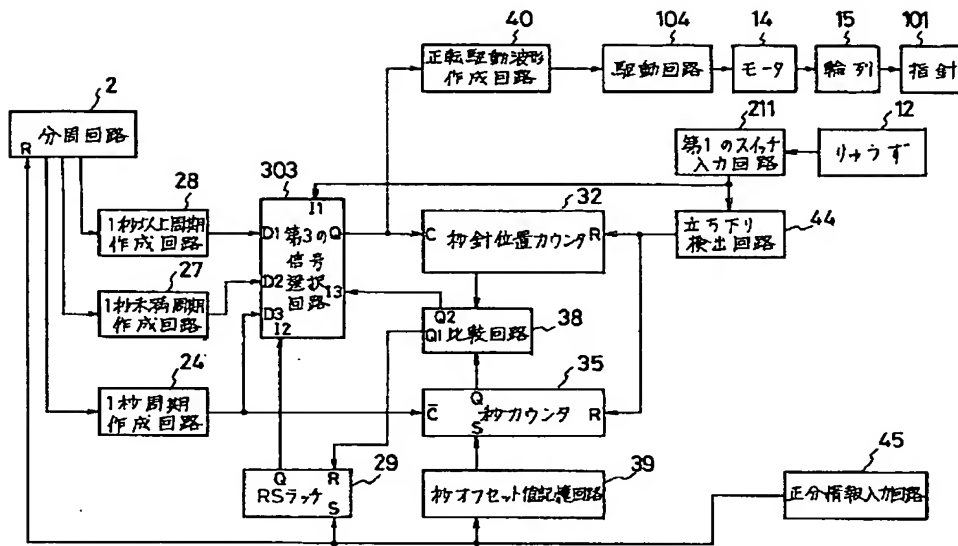 40
正転駆動波形
作成回路
104
駆動回路
14
モータ
15
輪列
101
指針
2
分周回路
R
211
第1のスイッチ
入力回路
12
りゅうず
28
1秒以上周期
作成回路
303
I1
D1
第3の
信号
選択
回路
Q
D2
D3
I2
I3
32
C
秒針位置カウンタ
R
44
立ち下り
検出回路
27
1秒未満周期
作成回路
Q2
Q1
比較回路
38
24
1秒周期
作成回路
35
Q
C̅
秒カウンタ
R
S
29
Q
R
RSラッチ
S
39
秒オフセット値記憶回路
45
正分情報入力回路